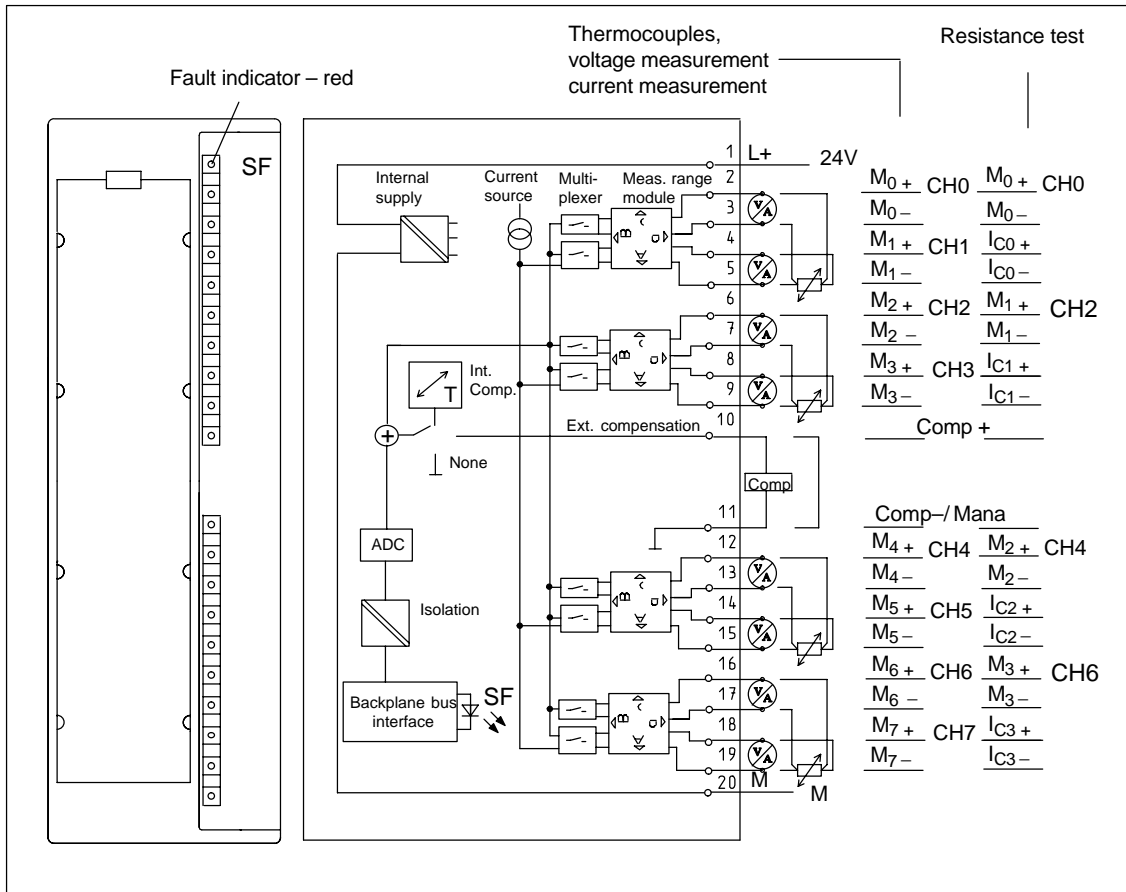 Thermocouples,
voltage measurement
current measurement
Resistance test
Fault indicator – red
SF
Internal
supply
Current
source
Multi-
plexer
Meas. range
module
1 L+ 24V
2
3
4
5
6
7
8
9
10
11
12
13
14
15
16
17
18
19
20
V
A
V
A
V
A
V
A
V
A
V
A
V
A
V
A
A
B
C
D
A
B
C
D
A
B
C
D
A
B
C
D
T
Int.
Comp.
None
Ext. compensation
Comp
ADC
Isolation
Backplane bus
interface
SF
M
M
M0 + CH0 M0 + CH0
M0 – M0 –
M1 + CH1 IC0 +
M1 – IC0 –
M2 + CH2 M1 + CH2
M2 – M1 –
M3 + CH3 IC1 +
M3 – IC1 –
Comp +
Comp–/ Mana
M4 + CH4 M2 + CH4
M4 – M2 –
M5 + CH5 IC2 +
M5 – IC2 –
M6 + CH6 M3 + CH6
M6 – M3 –
M7 + CH7 IC3 +
M7 – IC3 –